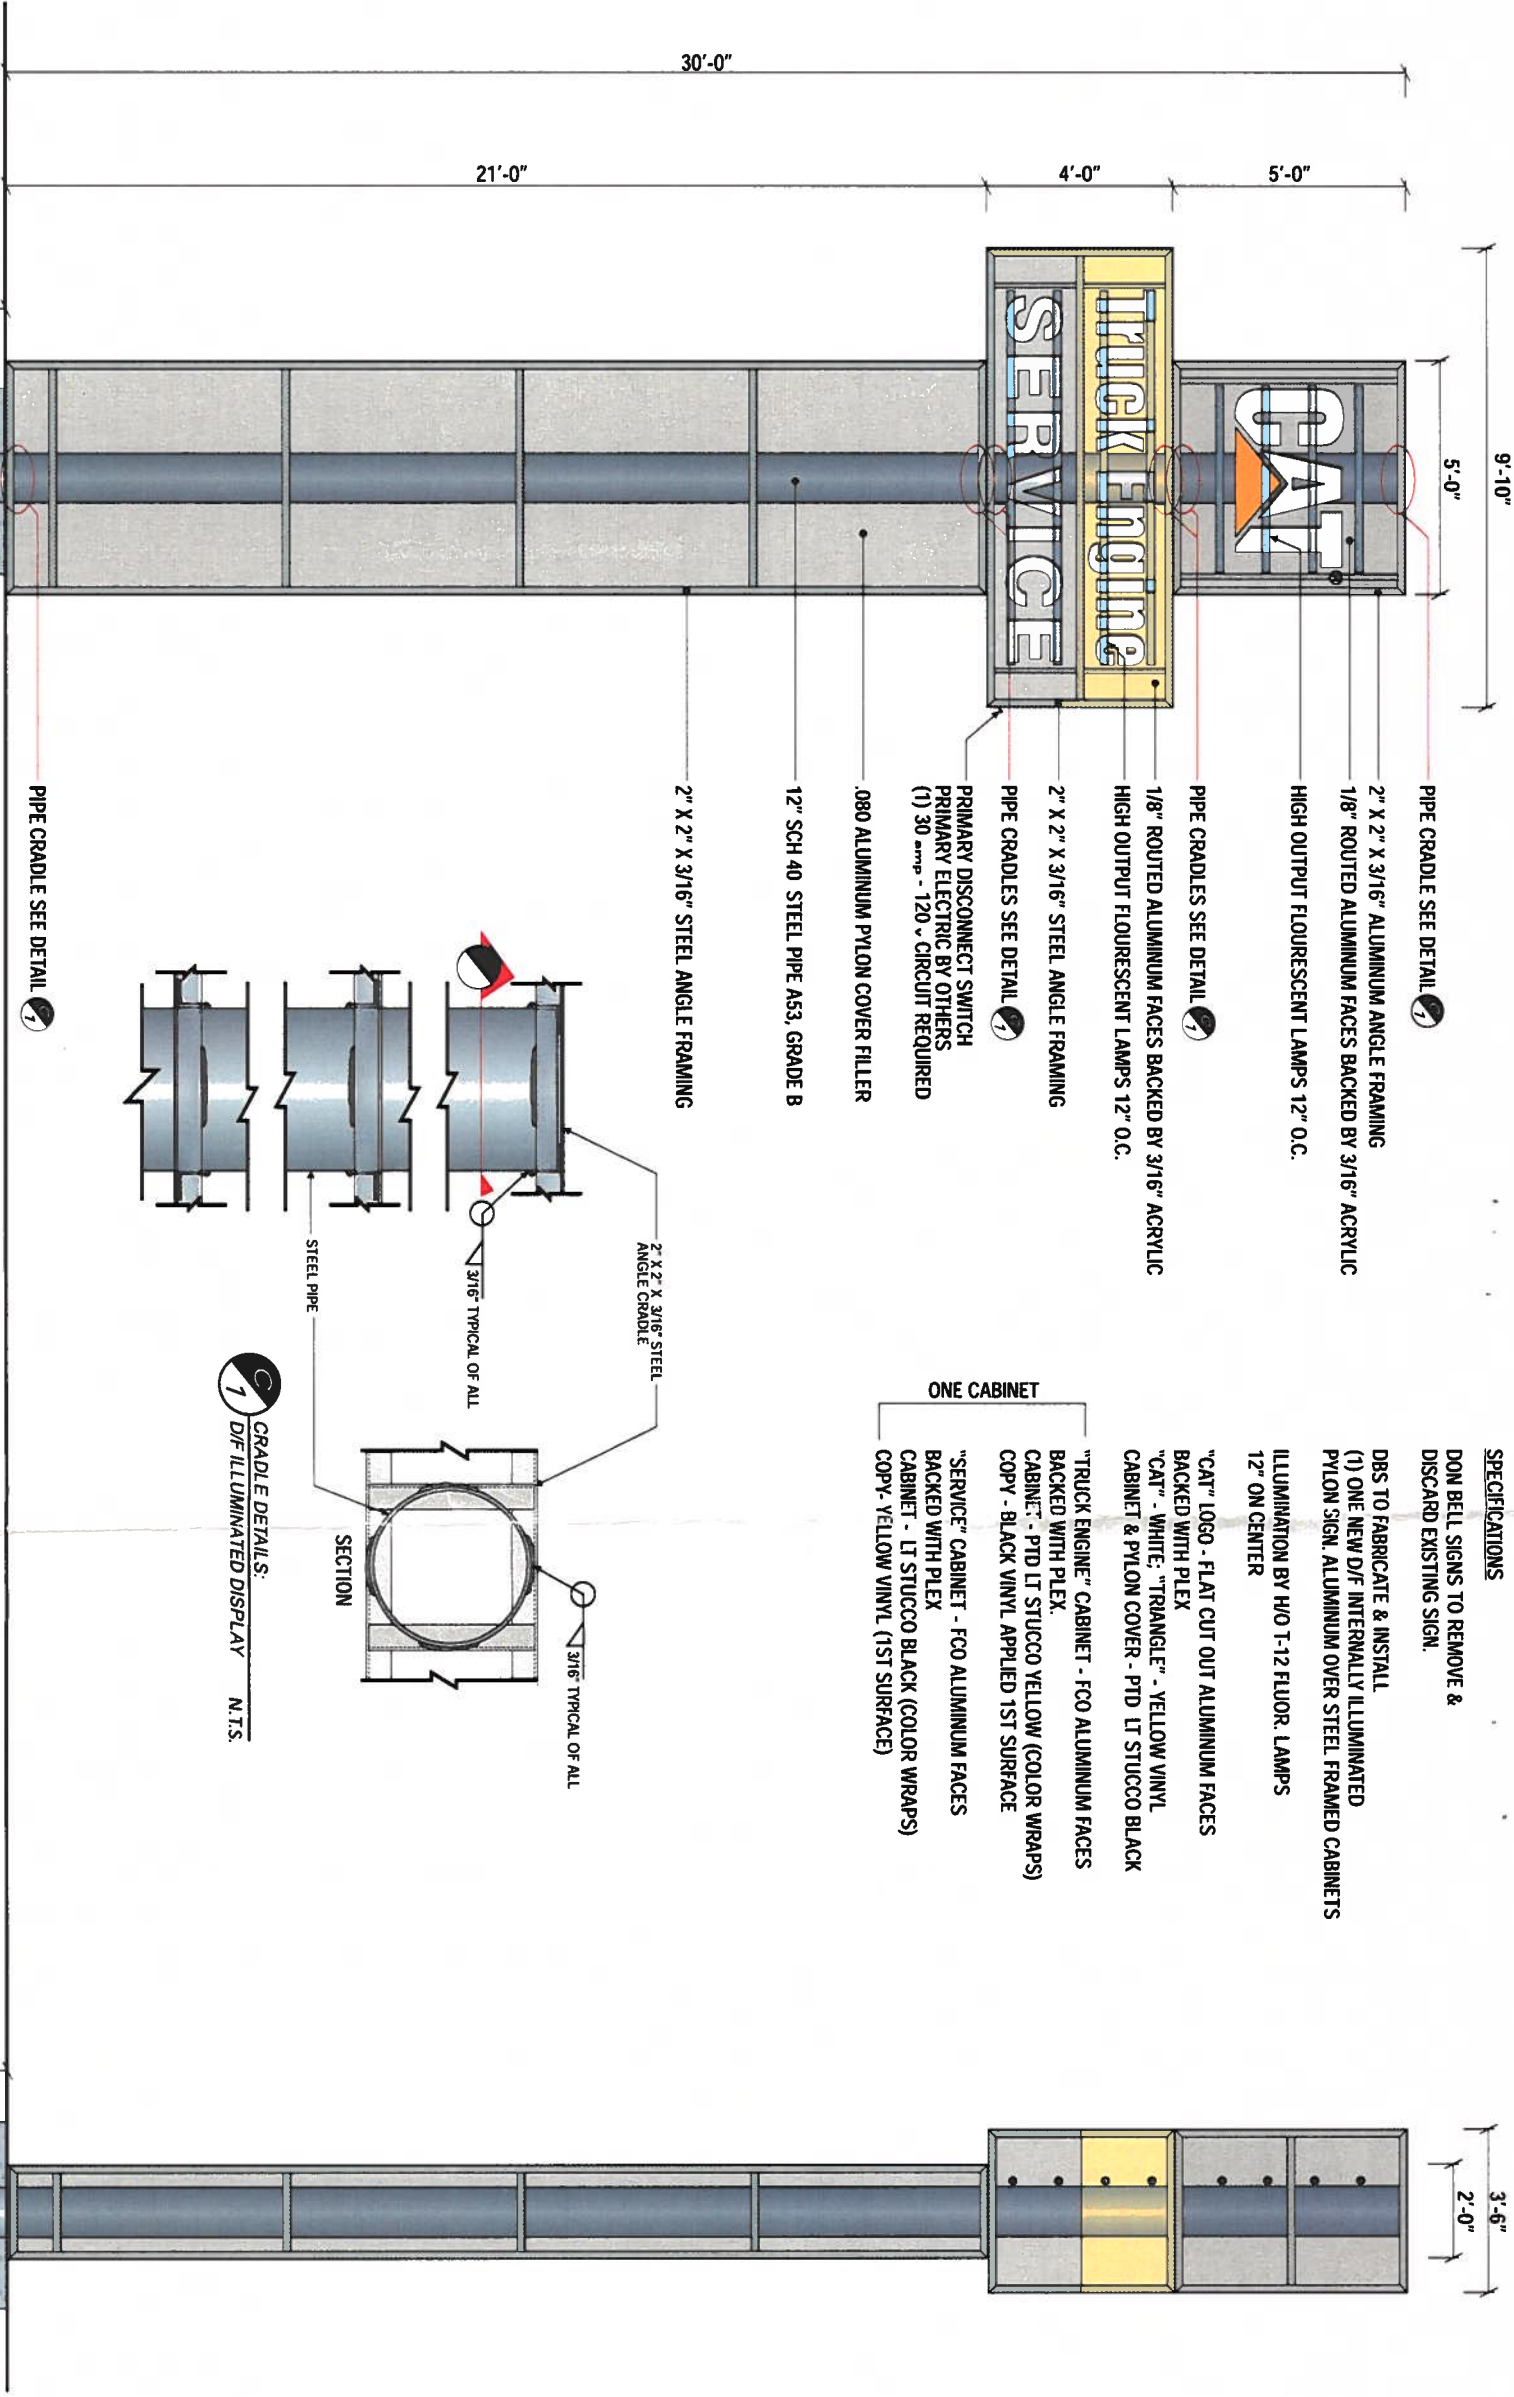 30'-0"
21'-0"
4'-0"
5'-0"
9'-10"
5'-0"
CAT
Truck Engine
SERVICE
PIPE CRADLE SEE DETAIL C 1
2" X 2" X 3/16" ALUMINUM ANGLE FRAMING
1/8" ROUTED ALUMINUM FACES BACKED BY 3/16" ACRYLIC
HIGH OUTPUT FLOURESCENT LAMPS 12" O.C.
PIPE CRADLES SEE DETAIL C 1
1/8" ROUTED ALUMINUM FACES BACKED BY 3/16" ACRYLIC
HIGH OUTPUT FLOURESCENT LAMPS 12" O.C.
2" X 2" X 3/16" STEEL ANGLE FRAMING
PIPE CRADLES SEE DETAIL C 1
PRIMARY DISCONNECT SWITCH
PRIMARY ELECTRIC BY OTHERS
(1) 30 amp - 120 v CIRCUIT REQUIRED
.080 ALUMINUM PYLON COVER FILLER
12" SCH 40 STEEL PIPE A53, GRADE B
2" X 2" X 3/16" STEEL ANGLE FRAMING
PIPE CRADLE SEE DETAIL C 1
2" X 2" X 3/16" STEEL
ANGLE CRADLE
3/16" TYPICAL OF ALL
STEEL PIPE
3/16" TYPICAL OF ALL
SECTION
C 1
CRADLE DETAILS:
D/F ILLUMINATED DISPLAY N.T.S.
SPECIFICATIONS
DON BELL SIGNS TO REMOVE &
DISCARD EXISTING SIGN.
DBS TO FABRICATE & INSTALL
(1) ONE NEW D/F INTERNALLY ILLUMINATED
PYLON SIGN. ALUMINUM OVER STEEL FRAMED CABINETS
ILLUMINATION BY H/O T-12 FLUOR. LAMPS
12" ON CENTER
"CAT" LOGO - FLAT CUT OUT ALUMINUM FACES
BACKED WITH PLEX
"CAT" - WHITE; "TRIANGLE" - YELLOW VINYL
CABINET & PYLON COVER - PTD LT STUCCO BLACK
ONE CABINET
"TRUCK ENGINE" CABINET - FCO ALUMINUM FACES
BACKED WITH PLEX.
CABINET - PTD LT STUCCO YELLOW (COLOR WRAPS)
COPY - BLACK VINYL APPLIED 1ST SURFACE
"SERVICE" CABINET - FCO ALUMINUM FACES
BACKED WITH PLEX
CABINET - LT STUCCO BLACK (COLOR WRAPS)
COPY- YELLOW VINYL (1ST SURFACE)
3'-6"
2'-0"